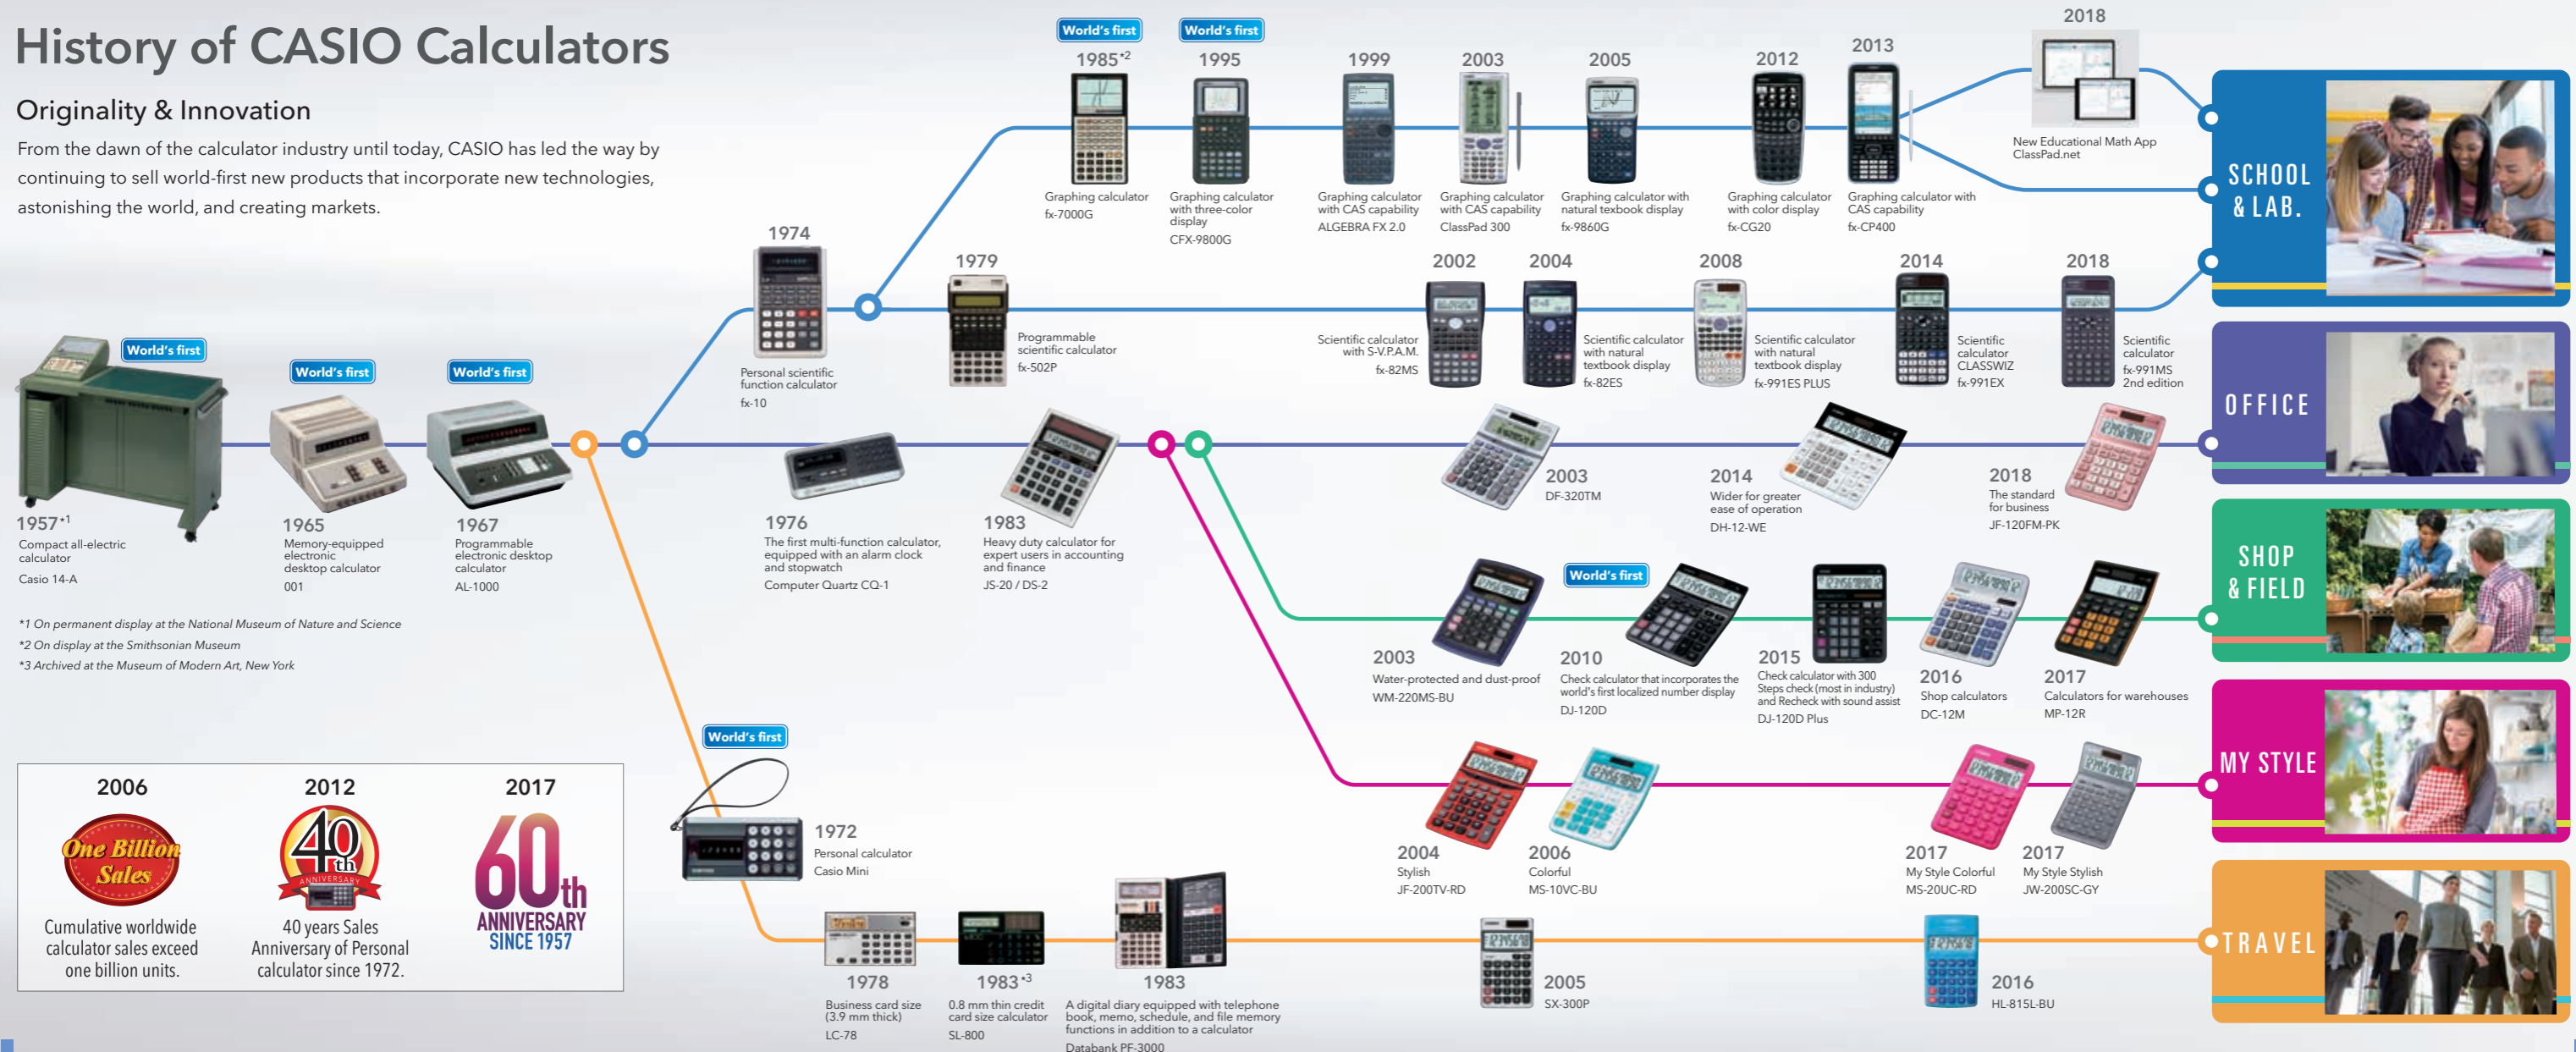 History of CASIO Calculators
Originality & Innovation
From the dawn of the calculator industry until today, CASIO has led the way by
continuing to sell world-first new products that incorporate new technologies,
astonishing the world, and creating markets.
World's first
1985*2
Graphing calculator
fx-7000G
World's first
1995
Graphing calculator
with three-color
display
CFX-9800G
1999
Graphing calculator
with CAS capability
ALGEBRA FX 2.0
2003
Graphing calculator
with CAS capability
ClassPad 300
2005
Graphing calculator with
natural texbook display
fx-9860G
2012
Graphing calculator
with color display
fx-CG20
2013
Graphing calculator with
CAS capability
fx-CP400
2018
New Educational Math App
ClassPad.net
SCHOOL
& LAB.
1974
Personal scientific
function calculator
fx-10
1979
Programmable
scientific calculator
fx-502P
2002
Scientific calculator
with S-V.P.A.M.
fx-82MS
2004
Scientific calculator
with natural
textbook display
fx-82ES
2008
Scientific calculator
with natural
textbook display
fx-991ES PLUS
2014
Scientific
calculator
CLASSWIZ
fx-991EX
2018
Scientific
calculator
fx-991MS
2nd edition
World's first
1957*1
Compact all-electric
calculator
Casio 14-A
World's first
1965
Memory-equipped
electronic
desktop calculator
001
World's first
1967
Programmable
electronic desktop
calculator
AL-1000
1976
The first multi-function calculator,
equipped with an alarm clock
and stopwatch
Computer Quartz CQ-1
1983
Heavy duty calculator for
expert users in accounting
and finance
JS-20 / DS-2
2003
DF-320TM
2014
Wider for greater
ease of operation
DH-12-WE
2018
The standard
for business
JF-120FM-PK
OFFICE
*1 On permanent display at the National Museum of Nature and Science
*2 On display at the Smithsonian Museum
*3 Archived at the Museum of Modern Art, New York
2003
Water-protected and dust-proof
WM-220MS-BU
World's first
2010
Check calculator that incorporates the
world's first localized number display
DJ-120D
2015
Check calculator with 300
Steps check (most in industry)
and Recheck with sound assist
DJ-120D Plus
2016
Shop calculators
DC-12M
2017
Calculators for warehouses
MP-12R
SHOP
& FIELD
2004
Stylish
JF-200TV-RD
2006
Colorful
MS-10VC-BU
2017
My Style Colorful
MS-20UC-RD
2017
My Style Stylish
JW-200SC-GY
MY STYLE
World's first
1972
Personal calculator
Casio Mini
1978
Business card size
(3.9 mm thick)
LC-78
1983*3
0.8 mm thin credit
card size calculator
SL-800
1983
A digital diary equipped with telephone
book, memo, schedule, and file memory
functions in addition to a calculator
Databank PF-3000
2005
SX-300P
2016
HL-815L-BU
TRAVEL
2006
One Billion
Sales
Cumulative worldwide
calculator sales exceed
one billion units.
2012
40th
ANNIVERSARY
40 years Sales
Anniversary of Personal
calculator since 1972.
2017
60th
ANNIVERSARY
SINCE 1957